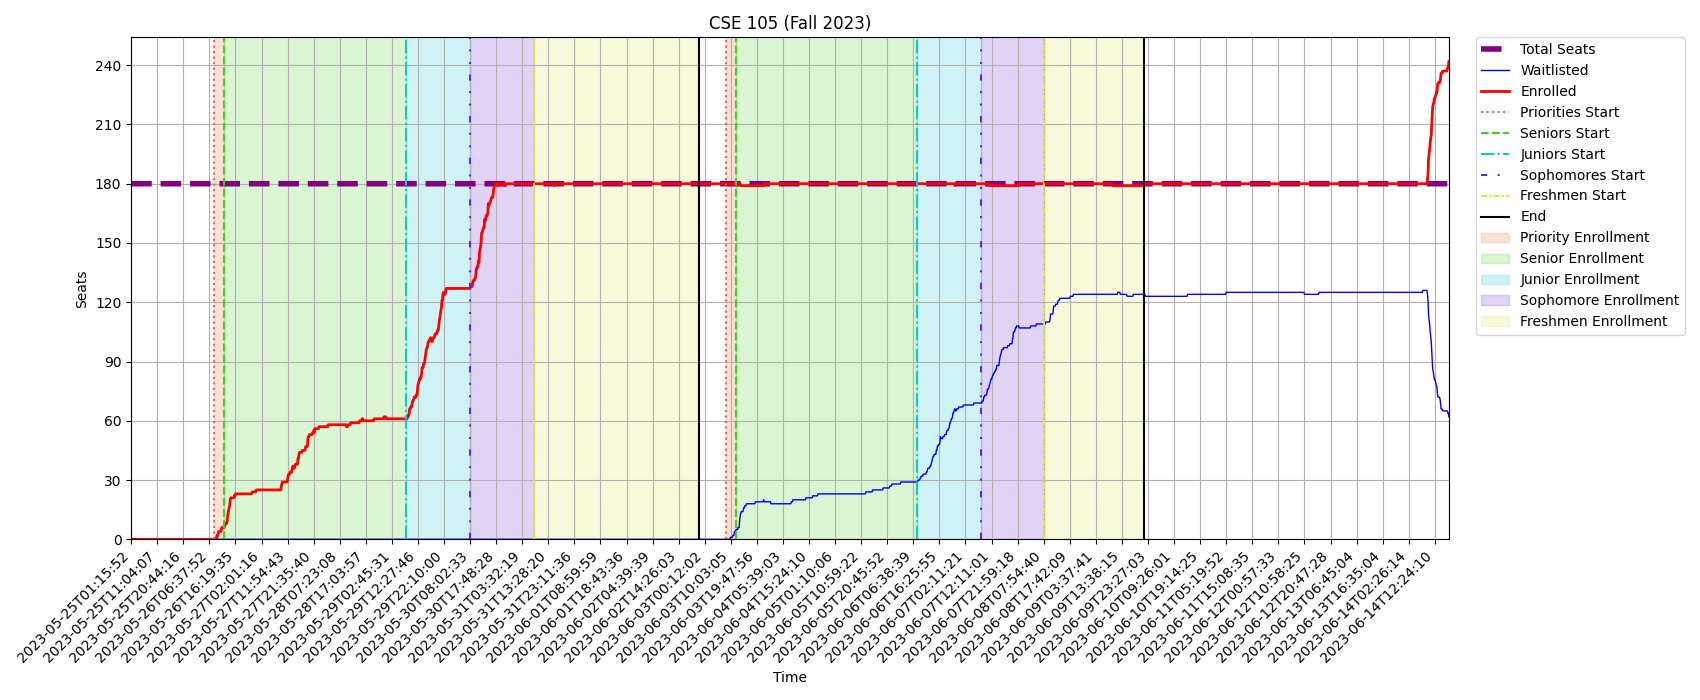 CSE 105 (Fall 2023)
Seats
240
210
180
150
120
90
60
30
0
2023-05-25T01:15:52
2023-05-25T11:04:07
2023-05-25T20:44:16
2023-05-26T06:37:52
2023-05-26T16:19:35
2023-05-27T02:01:16
2023-05-27T11:54:43
2023-05-27T21:35:40
2023-05-28T07:23:08
2023-05-28T17:03:57
2023-05-29T02:45:31
2023-05-29T12:27:46
2023-05-29T22:10:00
2023-05-30T08:02:33
2023-05-30T17:48:28
2023-05-31T03:32:19
2023-05-31T13:28:20
2023-05-31T23:11:36
2023-06-01T08:59:59
2023-06-01T18:43:36
2023-06-02T04:39:39
2023-06-02T14:26:03
2023-06-03T00:12:02
2023-06-03T10:03:05
2023-06-03T19:47:56
2023-06-04T05:39:03
2023-06-04T15:24:10
2023-06-05T01:10:06
2023-06-05T10:59:22
2023-06-05T20:45:52
2023-06-06T06:38:39
2023-06-06T16:25:55
2023-06-07T02:11:21
2023-06-07T12:11:01
2023-06-07T21:59:18
2023-06-08T07:54:40
2023-06-08T17:42:09
2023-06-09T03:37:41
2023-06-09T13:38:15
2023-06-09T23:27:03
2023-06-10T09:26:01
2023-06-10T19:14:25
2023-06-11T05:19:52
2023-06-11T15:08:35
2023-06-12T00:57:33
2023-06-12T10:58:25
2023-06-12T20:47:28
2023-06-13T06:45:04
2023-06-13T16:35:04
2023-06-14T02:26:14
2023-06-14T12:24:10
Time
Total Seats
Waitlisted
Enrolled
Priorities Start
Seniors Start
Juniors Start
Sophomores Start
Freshmen Start
End
Priority Enrollment
Senior Enrollment
Junior Enrollment
Sophomore Enrollment
Freshmen Enrollment